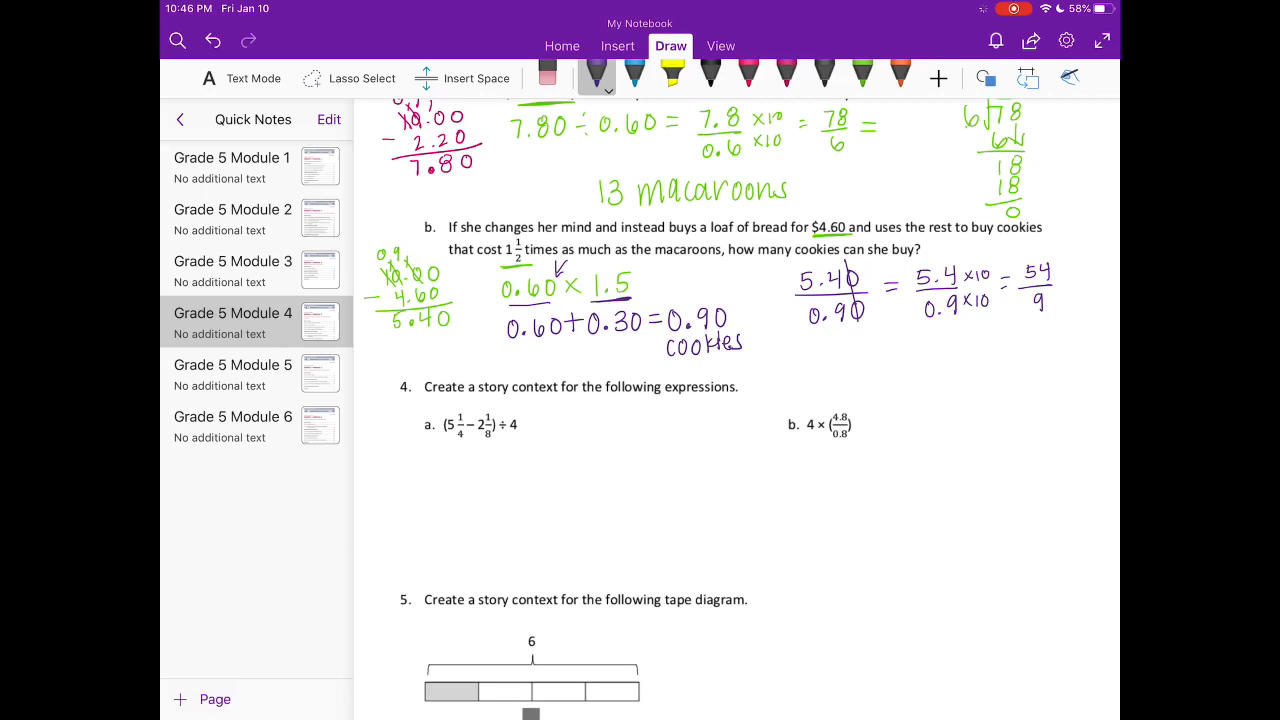 10:46 PM Fri Jan 10
58%
My Notebook
Home Insert Draw View
Text Mode
Lasso Select
Insert Space
Quick Notes
Edit
Grade 5 Module 1
No additional text
Grade 5 Module 2
No additional text
Grade 5 Module 3
No additional text
Grade 5 Module 4
No additional text
Grade 5 Module 5
No additional text
Grade 5 Module 6
No additional text
Page
10.00
- 2.20
7.80
7.80 ÷ 0.60 = 7.8/0.6 ×10/×10 = 78/6 =
6)78
6↓
18
18
0
13 macaroons
b. If she changes her mind and instead buys a loaf of bread for $4.60 and uses the rest to buy cookies
that cost 1 1/2 times as much as the macaroons, how many cookies can she buy?
10.00
- 4.60
5.40
0.60 × 1.5
0.60 + 0.30 = 0.90
cookies
5.40/0.90 = 5.4 ×10/0.9 ×10 = 54/9
4. Create a story context for the following expressions.
a. (5 1/4 − 2 1/2) ÷ 4
b. 4 × (4.8/0.8)
5. Create a story context for the following tape diagram.
6